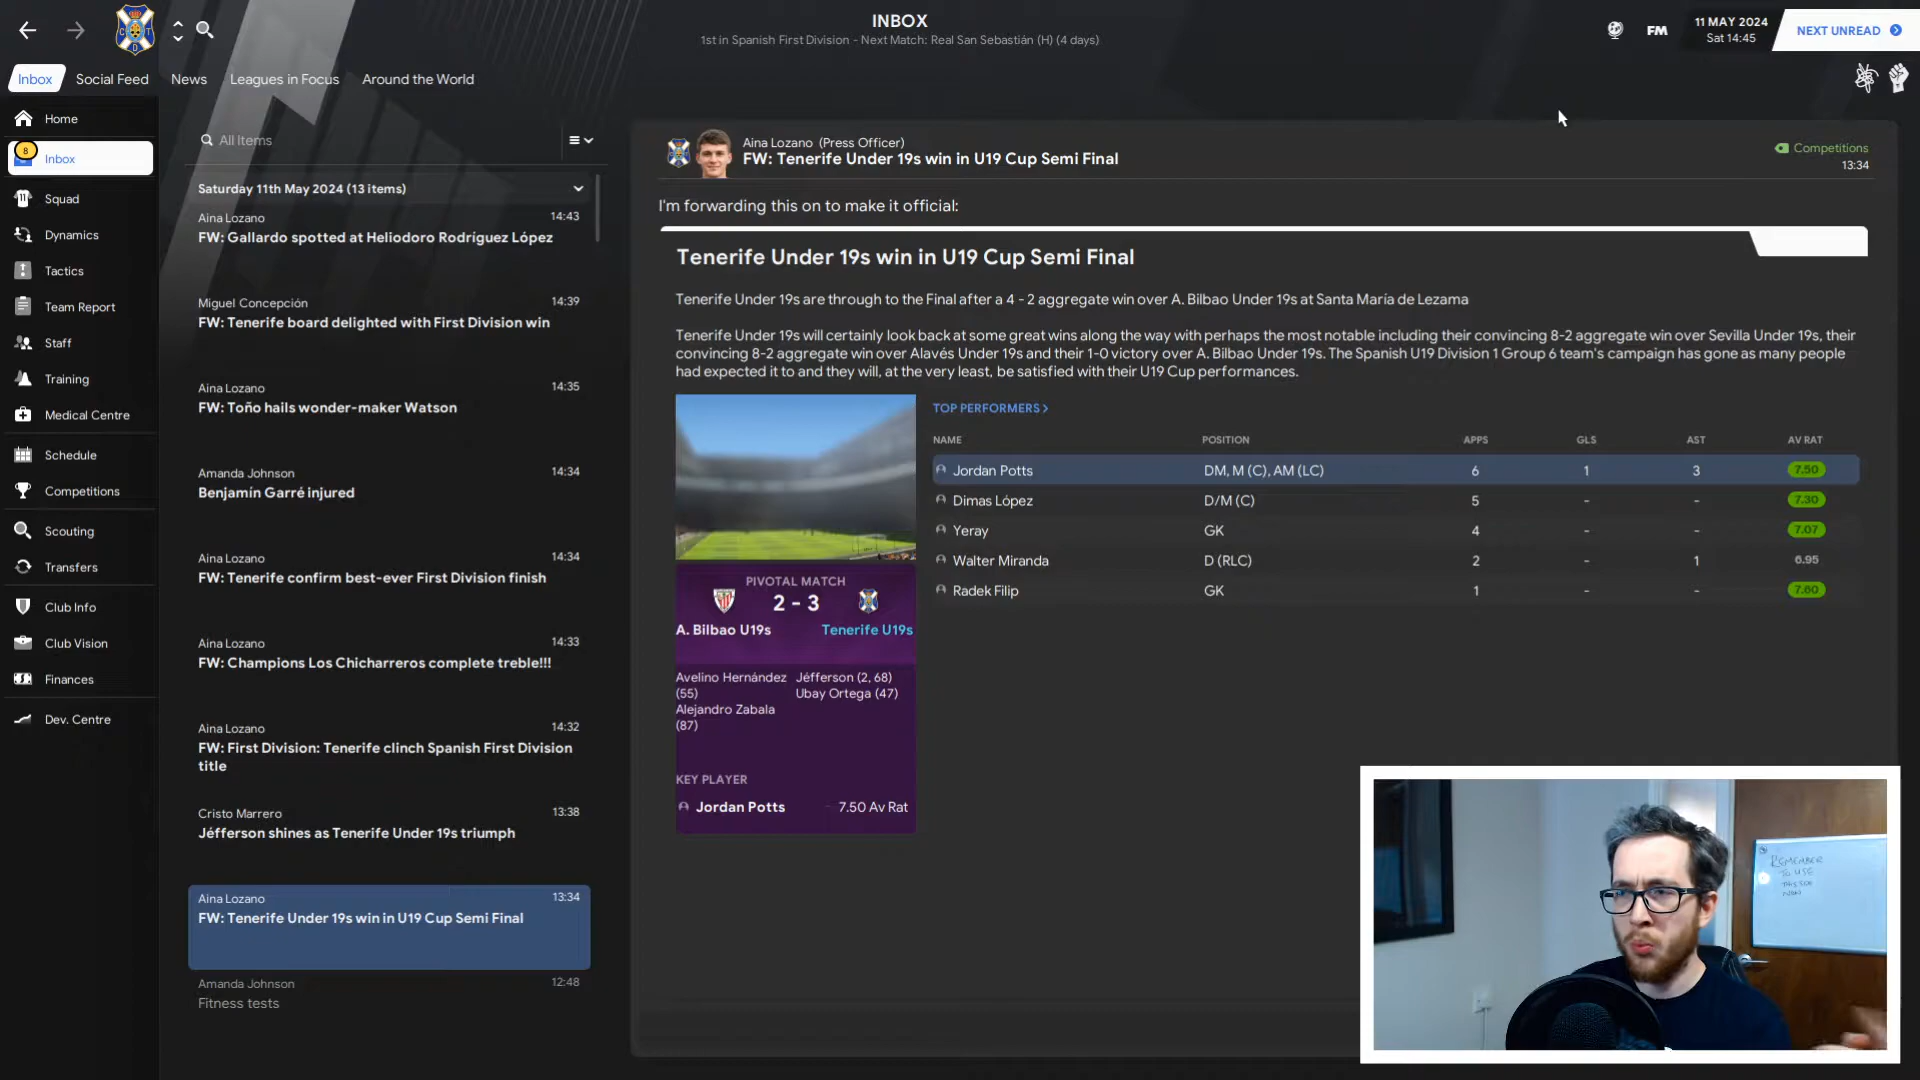 INBOX
1st in Spanish First Division - Next Match: Real San Sebastián (H) (4 days)
FM
11 MAY 2024
Sat 14:45
NEXT UNREAD
Inbox
Social Feed
News
Leagues in Focus
Around the World
Home
8
Inbox
Squad
Dynamics
Tactics
Team Report
Staff
Training
Medical Centre
Schedule
Competitions
Scouting
Transfers
Club Info
Club Vision
Finances
Dev. Centre
All Items
Saturday 11th May 2024 (13 items)
Aina Lozano 14:43
FW: Gallardo spotted at Heliodoro Rodríguez López
Miguel Concepción 14:39
FW: Tenerife board delighted with First Division win
Aina Lozano 14:35
FW: Toño hails wonder-maker Watson
Amanda Johnson 14:34
Benjamín Garré injured
Aina Lozano 14:34
FW: Tenerife confirm best-ever First Division finish
Aina Lozano 14:33
FW: Champions Los Chicharreros complete treble!!!
Aina Lozano 14:32
FW: First Division: Tenerife clinch Spanish First Division
title
Cristo Marrero 13:38
Jéfferson shines as Tenerife Under 19s triumph
Aina Lozano 13:34
FW: Tenerife Under 19s win in U19 Cup Semi Final
Amanda Johnson 12:48
Fitness tests
Aina Lozano (Press Officer)
FW: Tenerife Under 19s win in U19 Cup Semi Final
Competitions
13:34
I'm forwarding this on to make it official:
Tenerife Under 19s win in U19 Cup Semi Final
Tenerife Under 19s are through to the Final after a 4 - 2 aggregate win over A. Bilbao Under 19s at Santa María de Lezama
Tenerife Under 19s will certainly look back at some great wins along the way with perhaps the most notable including their convincing 8-2 aggregate win over Sevilla Under 19s, their
convincing 8-2 aggregate win over Alavés Under 19s and their 1-0 victory over A. Bilbao Under 19s. The Spanish U19 Division 1 Group 6 team's campaign has gone as many people
had expected it to and they will, at the very least, be satisfied with their U19 Cup performances.
TOP PERFORMERS >
NAME POSITION APPS GLS AST AV RAT
Jordan Potts DM, M (C), AM (LC) 6 1 3 7.50
Dimas López D/M (C) 5 - - 7.30
Yeray GK 4 - - 7.07
Walter Miranda D (RLC) 2 - 1 6.95
Radek Filip GK 1 - - 7.60
PIVOTAL MATCH
2 - 3
A. Bilbao U19s Tenerife U19s
Avelino Hernández Jéfferson (2, 68)
(55) Ubay Ortega (47)
Alejandro Zabala
(87)
KEY PLAYER
Jordan Potts - 7.50 Av Rat
REMEMBER
TO USE
THIS SIDE
NOW